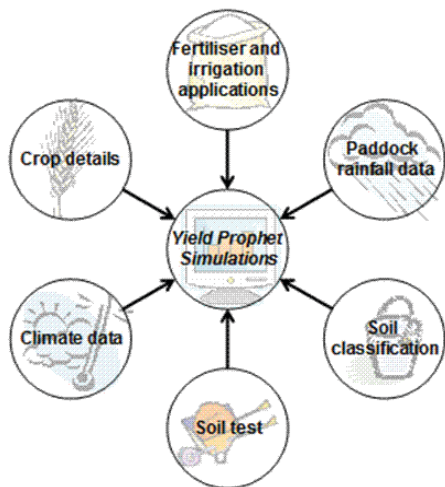 Fertiliser and
irrigation
applications
Crop details
Paddock
rainfall data
Yield Prophet
Simulations
Climate data
Soil
classification
Soil test